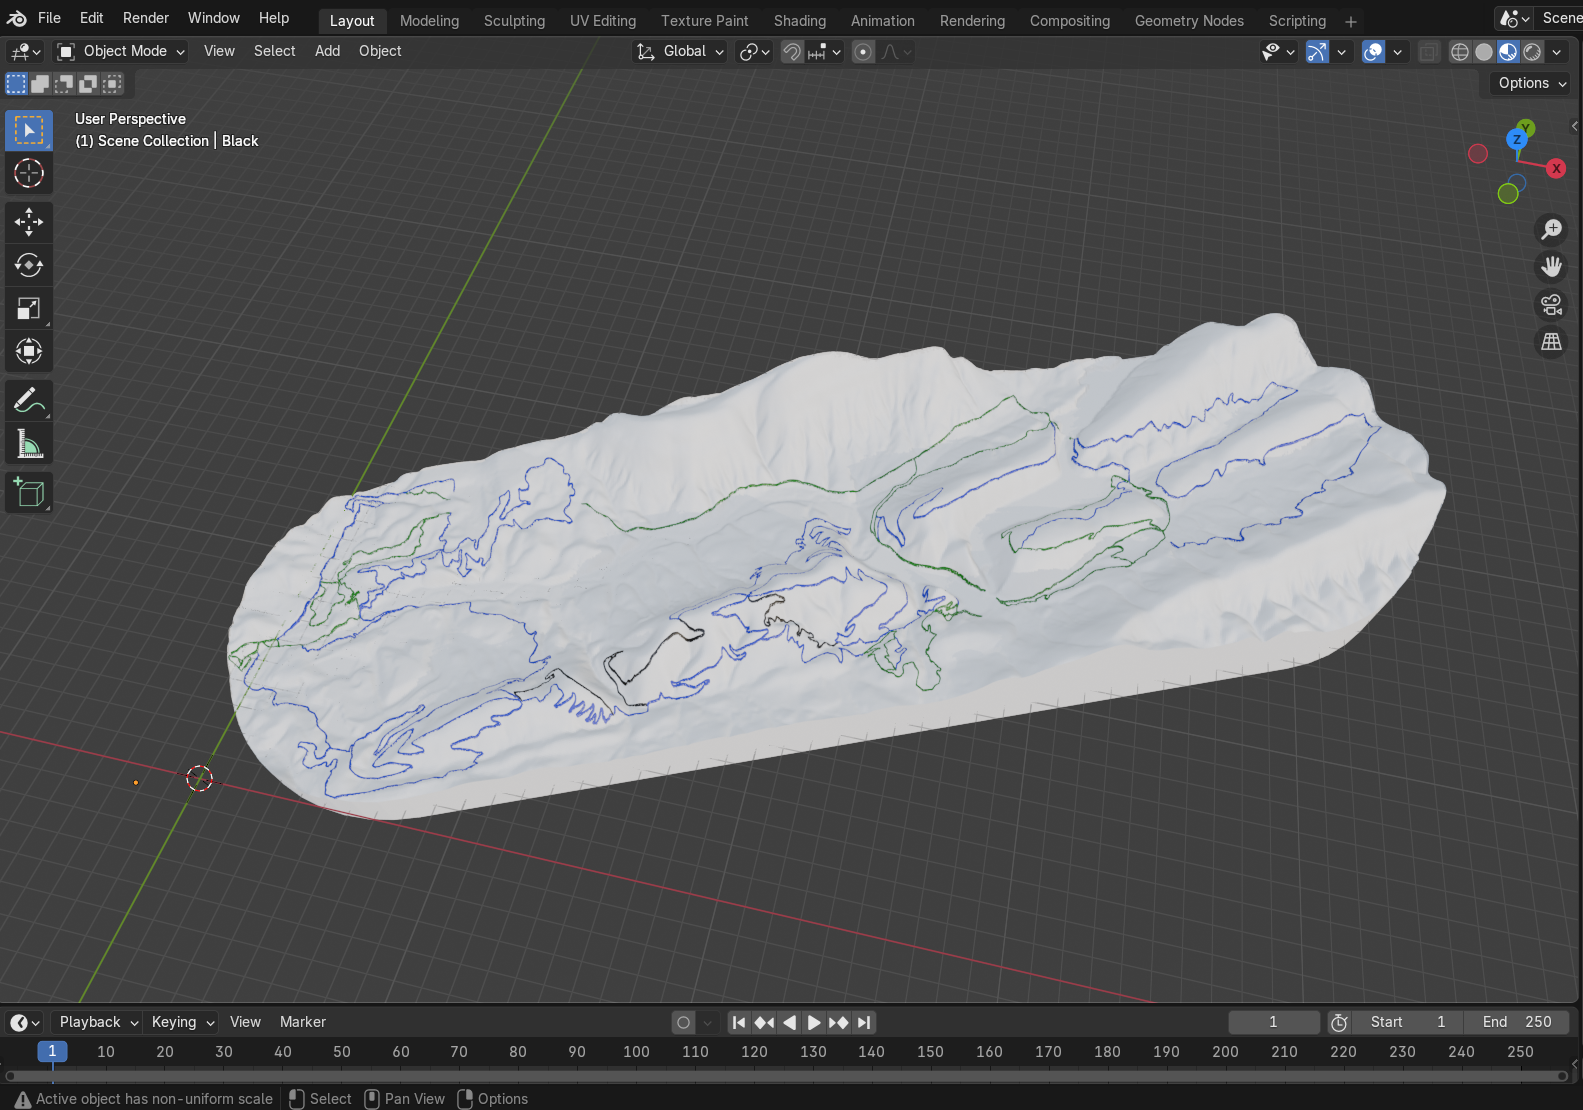 File Edit Render Window Help Layout Modeling Sculpting UV Editing Texture Paint Shading Animation Rendering Compositing Geometry Nodes Scripting + Scene
Object Mode View Select Add Object Global
Options
User Perspective
(1) Scene Collection | Black
Y
Z
X
Playback Keying View Marker 1 Start 1 End 250
1 10 20 30 40 50 60 70 80 90 100 110 120 130 140 150 160 170 180 190 200 210 220 230 240 250
Active object has non-uniform scale Select Pan View Options